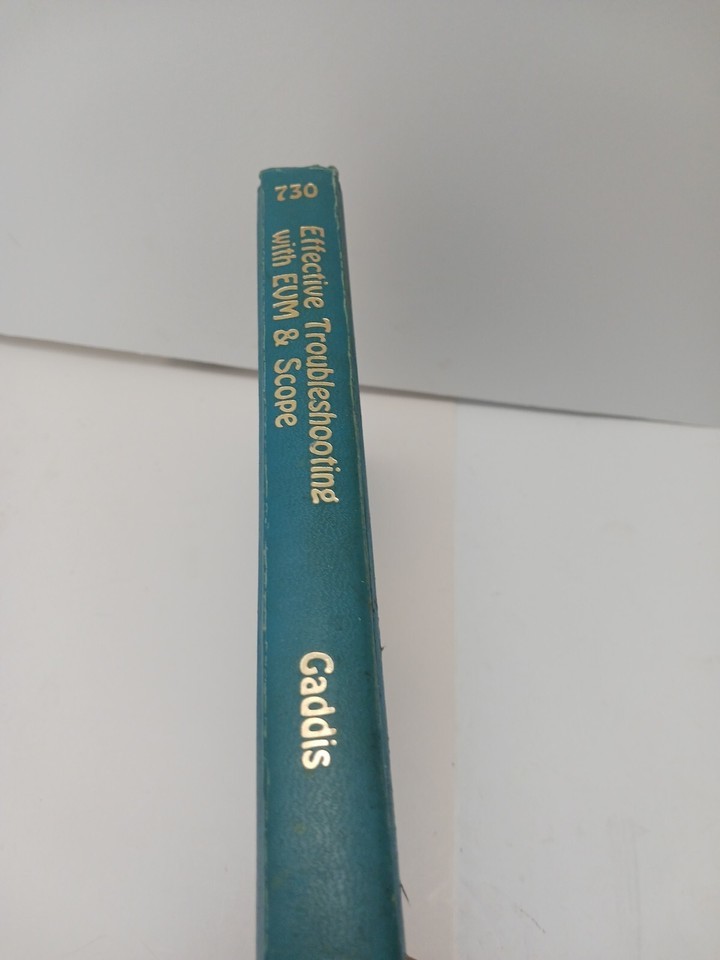 730
Effective Troubleshooting
with EVM & Scope
Gaddis